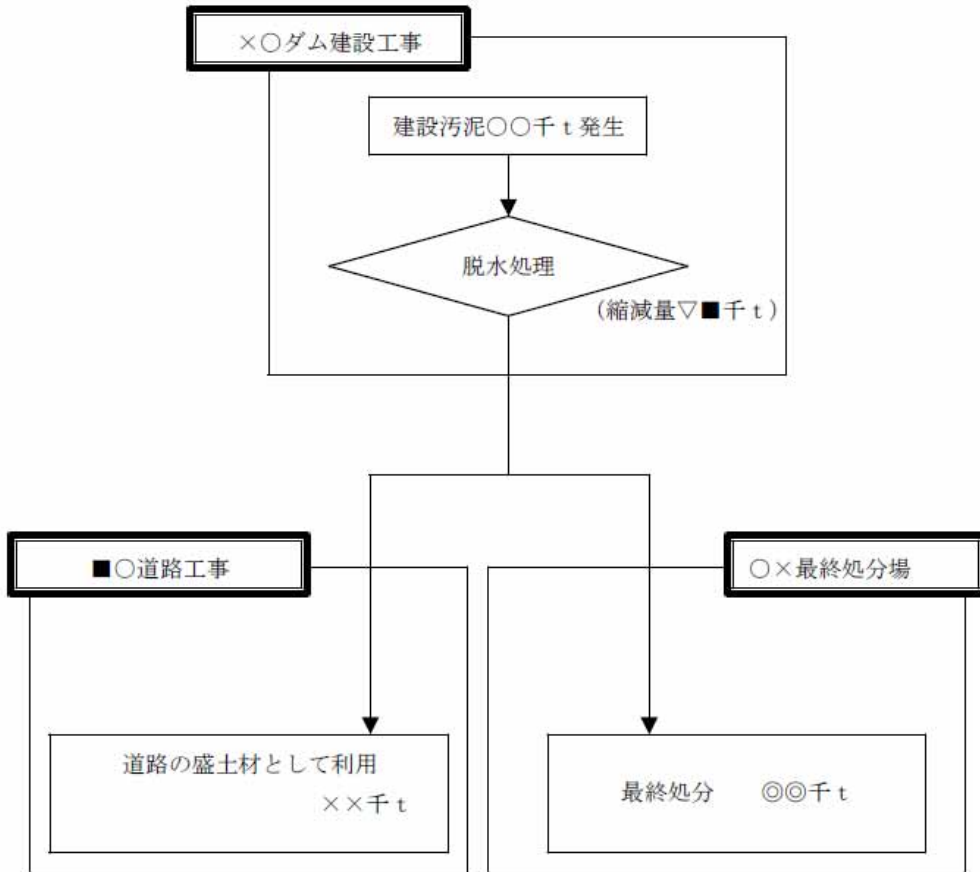 ×○ダム建設工事
建設汚泥○○千ｔ発生
脱水処理
(縮減量▽■千ｔ)
■○道路工事
○×最終処分場
道路の盛土材として利用
××千ｔ
最終処分　　◎◎千ｔ